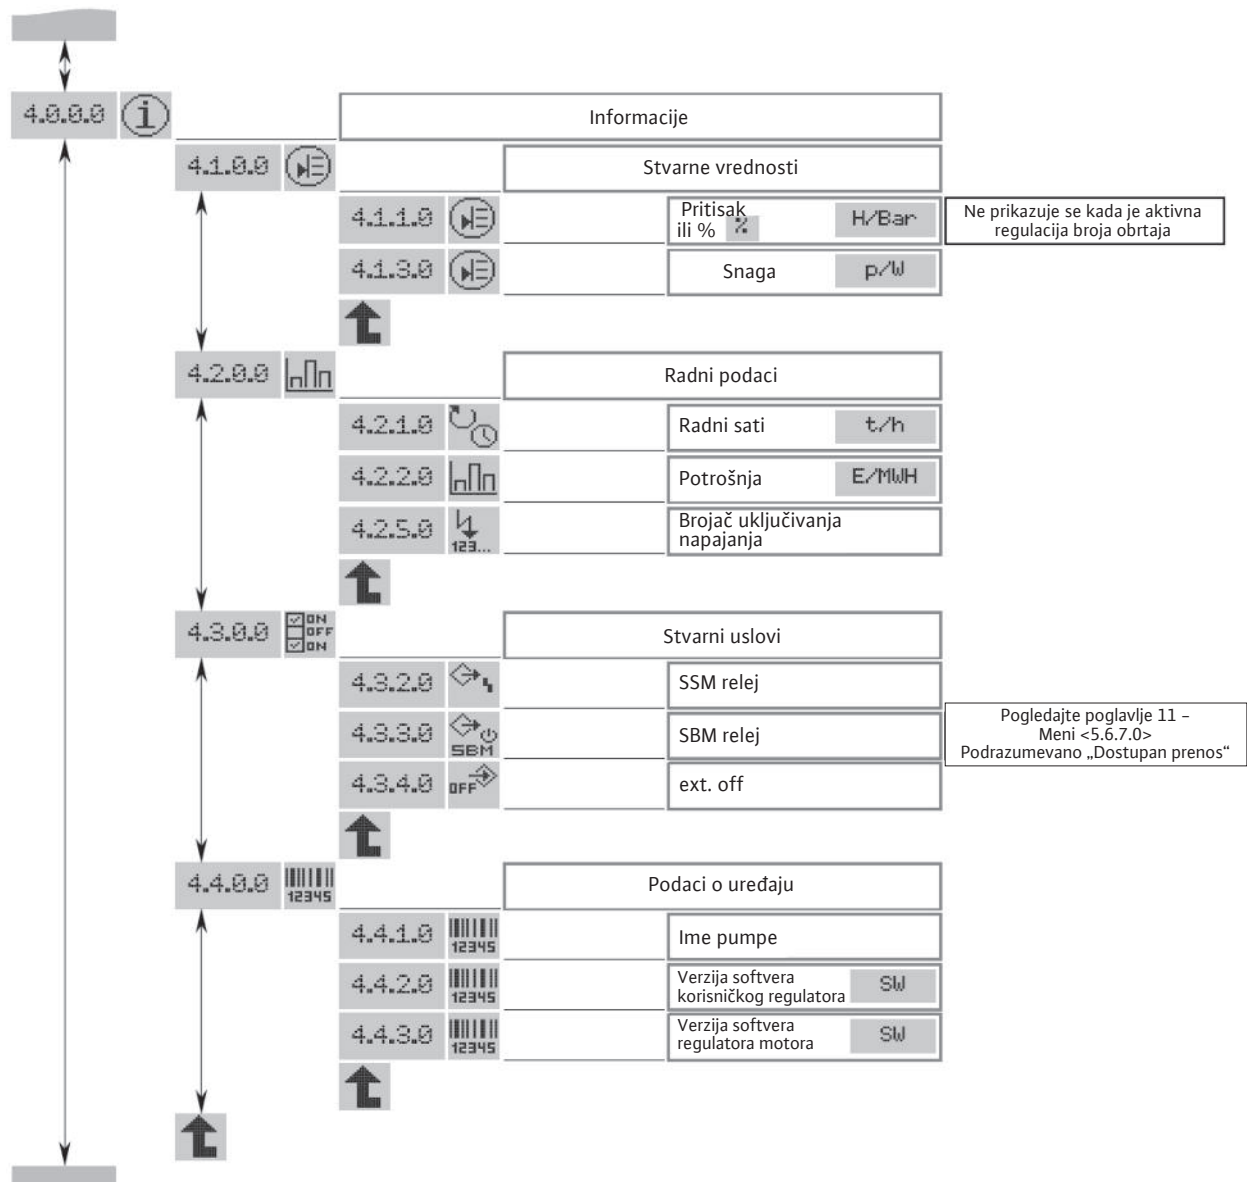 4.0.0.0 Informacije
4.1.0.0 Stvarne vrednosti
4.1.1.0 Pritisak ili % % H/Bar
Ne prikazuje se kada je aktivna
regulacija broja obrtaja
4.1.3.0 Snaga p/W
4.2.0.0 Radni podaci
4.2.1.0 Radni sati t/h
4.2.2.0 Potrošnja E/MWH
4.2.5.0 123... Brojač uključivanja
napajanja
4.3.0.0 ON
OFF
ON
Stvarni uslovi
4.3.2.0 SSM relej
4.3.3.0 SBM SBM relej
Pogledajte poglavlje 11 –
Meni <5.6.7.0>
Podrazumevano „Dostupan prenos“
4.3.4.0 OFF ext. off
4.4.0.0 12345 Podaci o uređaju
4.4.1.0 12345 Ime pumpe
4.4.2.0 12345 Verzija softvera
korisničkog regulatora SW
4.4.3.0 12345 Verzija softvera
regulatora motora SW